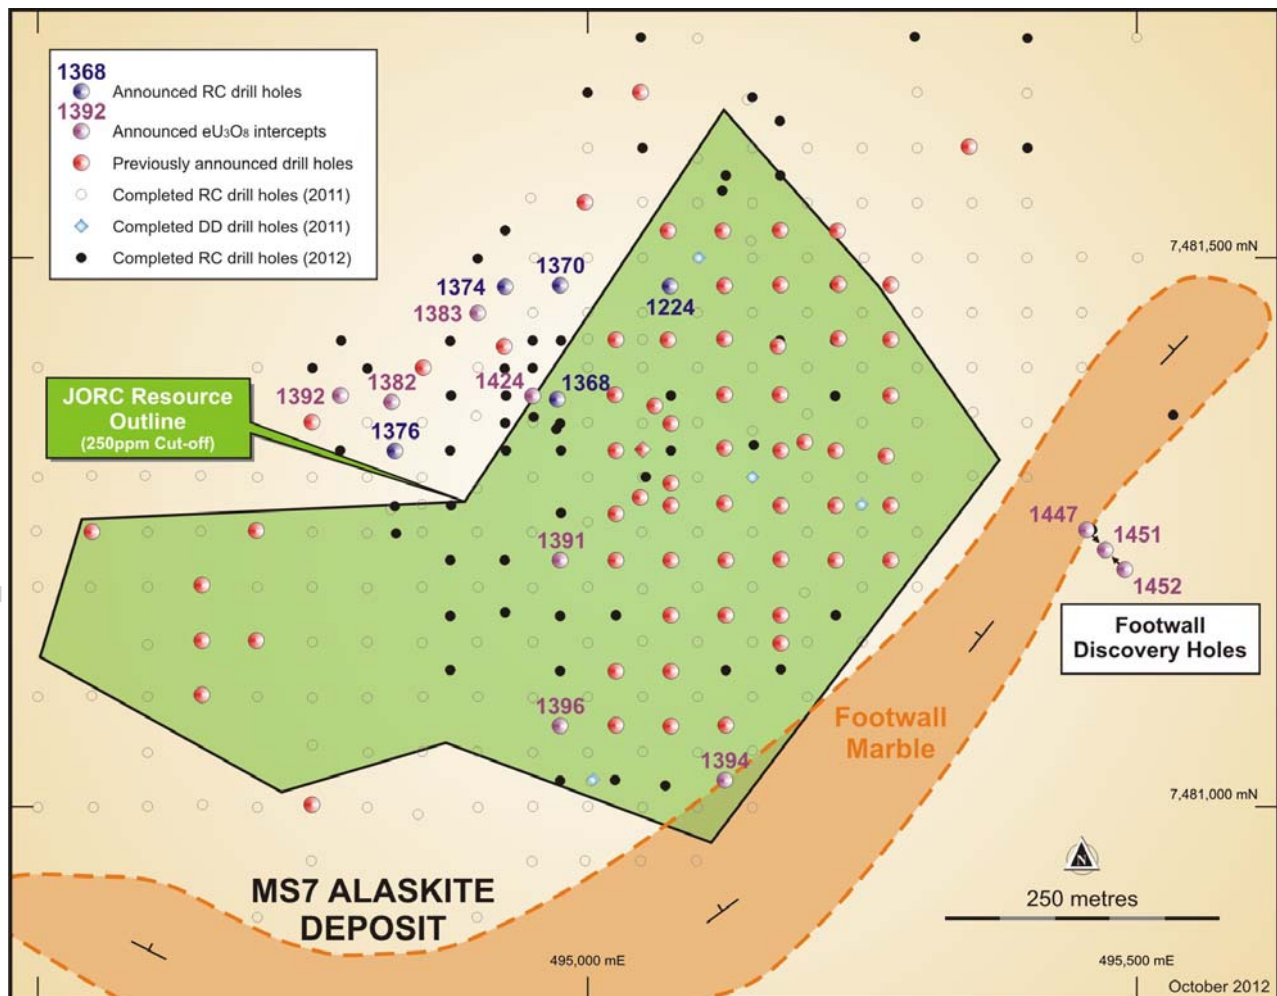 1368
Announced RC drill holes
1392
Announced eU₃O₈ intercepts
Previously announced drill holes
Completed RC drill holes (2011)
Completed DD drill holes (2011)
Completed RC drill holes (2012)
7,481,500 mN
1370
1374
1383
1224
1392
1382
1424
1368
JORC Resource
Outline
(250ppm Cut-off)
1376
1447
1451
1391
1452
Footwall
Discovery Holes
1396
Footwall
Marble
1394
7,481,000 mN
N
MS7 ALASKITE
DEPOSIT
250 metres
495,000 mE
495,500 mE
October 2012